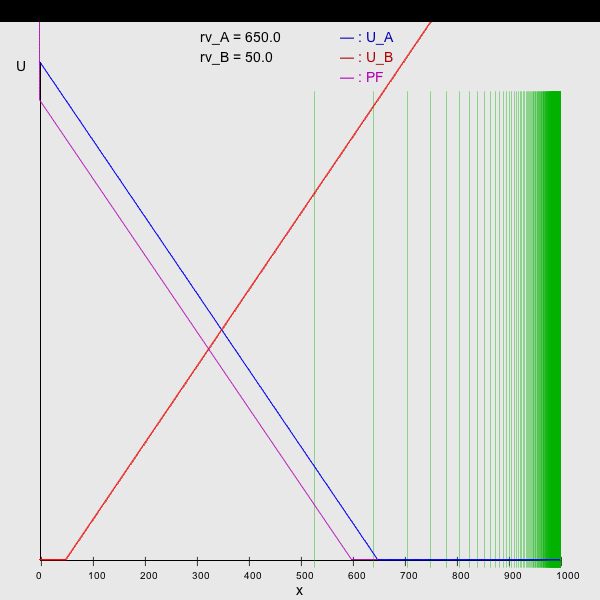 rv_A = 650.0
rv_B = 50.0
— : U_A
— : U_B
— : PF
U
0 100 200 300 400 500 600 700 800 900 1000
x